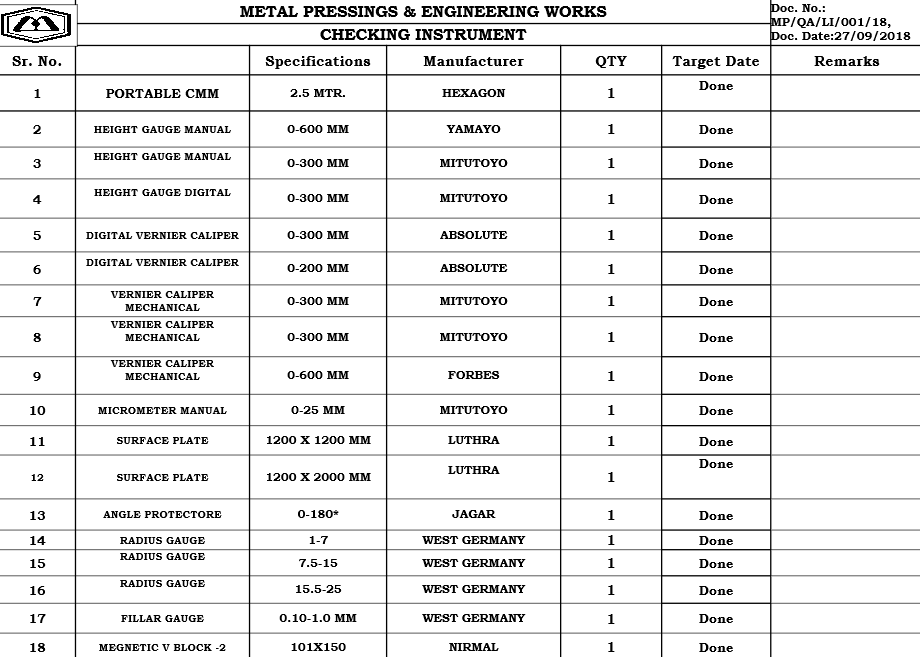 METAL PRESSINGS & ENGINEERING WORKS
CHECKING INSTRUMENT
Doc. No.:
MP/QA/LI/001/18,
Doc. Date:27/09/2018
Sr. No. Specifications Manufacturer QTY Target Date Remarks
1 PORTABLE CMM 2.5 MTR. HEXAGON 1 Done
2 HEIGHT GAUGE MANUAL 0-600 MM YAMAYO 1 Done
3 HEIGHT GAUGE MANUAL 0-300 MM MITUTOYO 1 Done
4 HEIGHT GAUGE DIGITAL 0-300 MM MITUTOYO 1 Done
5 DIGITAL VERNIER CALIPER 0-300 MM ABSOLUTE 1 Done
6 DIGITAL VERNIER CALIPER 0-200 MM ABSOLUTE 1 Done
7 VERNIER CALIPER
MECHANICAL 0-300 MM MITUTOYO 1 Done
8 VERNIER CALIPER
MECHANICAL 0-300 MM MITUTOYO 1 Done
9 VERNIER CALIPER
MECHANICAL 0-600 MM FORBES 1 Done
10 MICROMETER MANUAL 0-25 MM MITUTOYO 1 Done
11 SURFACE PLATE 1200 X 1200 MM LUTHRA 1 Done
12 SURFACE PLATE 1200 X 2000 MM LUTHRA 1 Done
13 ANGLE PROTECTORE 0-180* JAGAR 1 Done
14 RADIUS GAUGE 1-7 WEST GERMANY 1 Done
15 RADIUS GAUGE 7.5-15 WEST GERMANY 1 Done
16 RADIUS GAUGE 15.5-25 WEST GERMANY 1 Done
17 FILLAR GAUGE 0.10-1.0 MM WEST GERMANY 1 Done
18 MEGNETIC V BLOCK -2 101X150 NIRMAL 1 Done